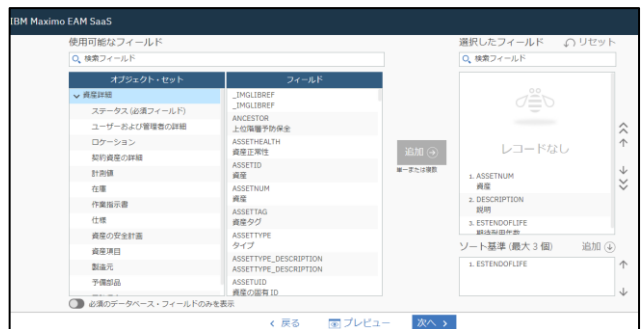 IBM Maximo EAM SaaS
使用可能なフィールド
検索フィールド
オブジェクト・セット
資産詳細
ステータス (必須フィールド)
ユーザーおよび管理者の詳細
ロケーション
契約資産の詳細
計測値
在庫
作業指示書
仕様
資産の安全計画
資産項目
製造元
予備部品
フィールド
_IMGLIBREF
_IMGLIBREF
ANCESTOR
上位階層予防保全
ASSETHEALTH
資産正常性
ASSETID
資産
ASSETNUM
資産
ASSETTAG
資産タグ
ASSETTYPE
タイプ
ASSETTYPE_DESCRIPTION
ASSETTYPE_DESCRIPTION
ASSETUID
資産の固有 ID
必須のデータベース・フィールドのみを表示
追加
単一または複数
選択したフィールド
リセット
検索フィールド
レコードなし
1. ASSETNUM
資産
2. DESCRIPTION
説明
3. ESTENDOFLIFE
ソート基準 (最大 3 個)
追加
1. ESTENDOFLIFE
戻る
プレビュー
次へ